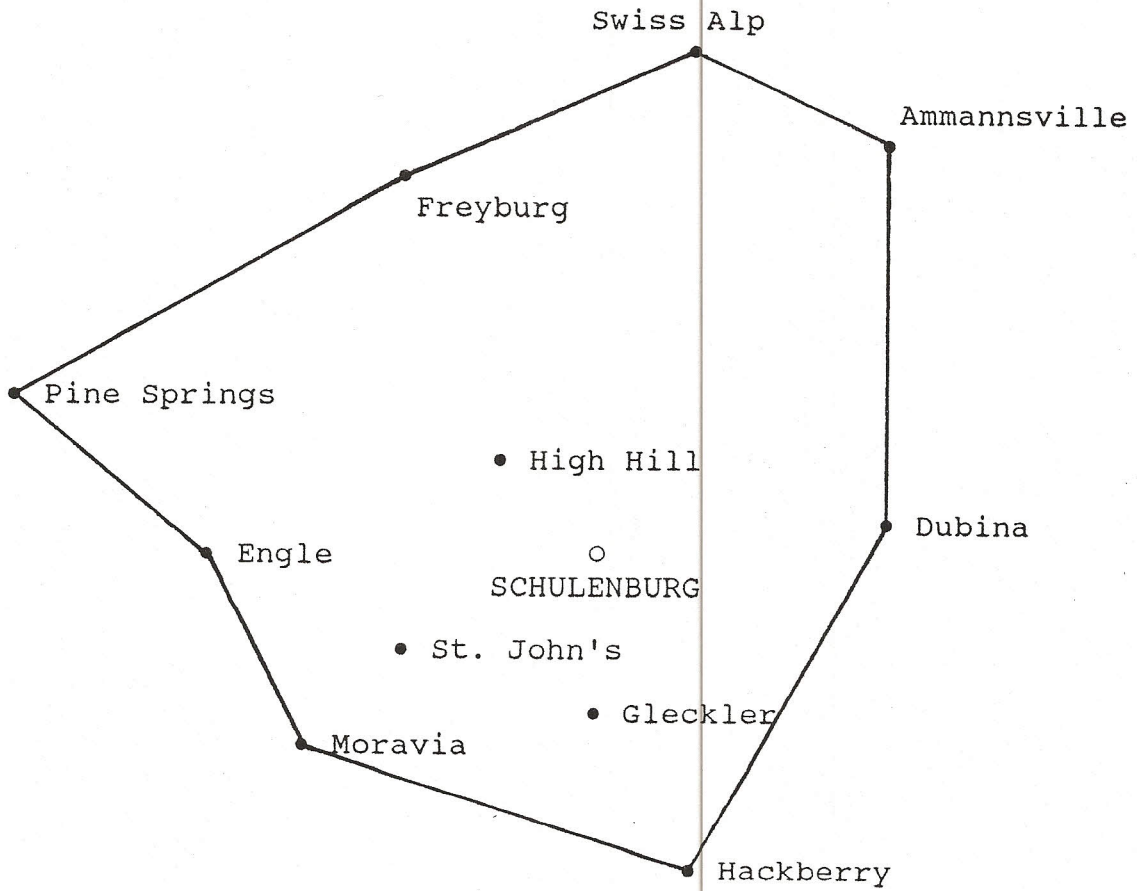 Swiss Alp
Ammannsville
Freyburg
Pine Springs
High Hill
Dubina
Engle
SCHULENBURG
St. John's
Gleckler
Moravia
Hackberry